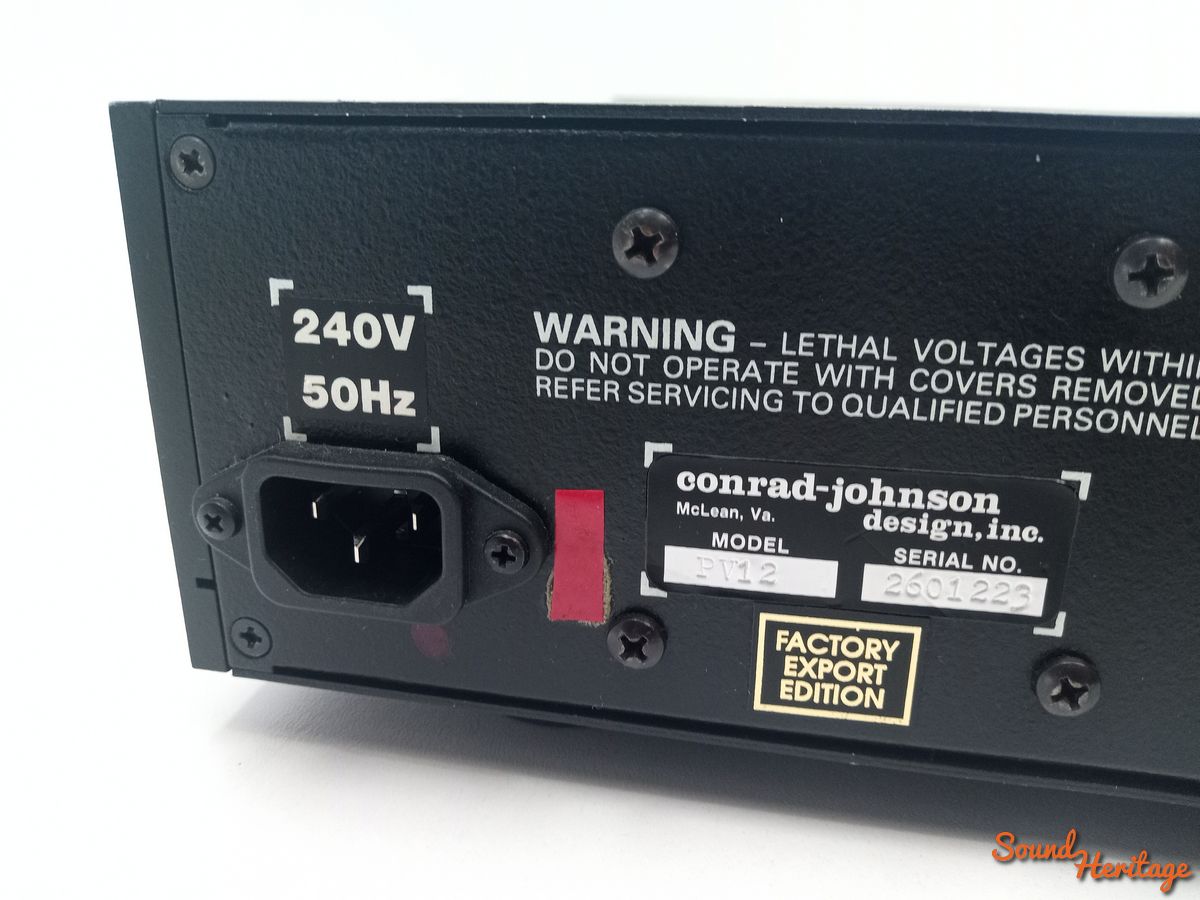 240V
50Hz
WARNING – LETHAL VOLTAGES WITHIN
DO NOT OPERATE WITH COVERS REMOVED
REFER SERVICING TO QUALIFIED PERSONNEL
conrad-johnson
McLean, Va.
design, inc.
MODEL
SERIAL NO.
PV12
2601223
FACTORY
EXPORT
EDITION
Sound
Heritage